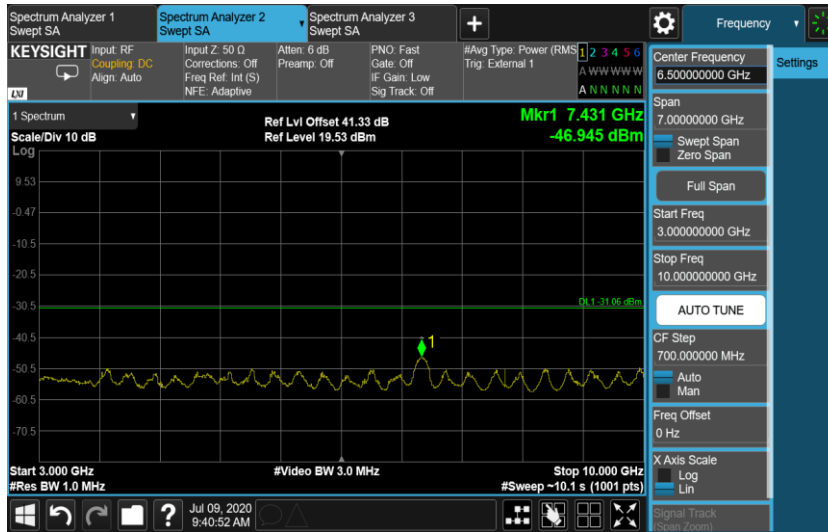 Spectrum Analyzer 1
Swept SA
Spectrum Analyzer 2
Swept SA
Spectrum Analyzer 3
Swept SA
Frequency
KEYSIGHT
Input: RF
Coupling: DC
Align: Auto
Input Z: 50 Ω
Corrections: Off
Freq Ref: Int (S)
NFE: Adaptive
Atten: 6 dB
Preamp: Off
PNO: Fast
Gate: Off
IF Gain: Low
Sig Track: Off
#Avg Type: Power (RMS
Trig: External 1
1 2 3 4 5 6
A W W W W W
A N N N N N
LXI
Center Frequency
6.500000000 GHz
Settings
Span
7.00000000 GHz
Swept Span
Zero Span
Full Span
Start Freq
3.000000000 GHz
Stop Freq
10.000000000 GHz
AUTO TUNE
CF Step
700.000000 MHz
Auto
Man
Freq Offset
0 Hz
X Axis Scale
Log
Lin
Signal Track
(Span Zoom)
1 Spectrum
Scale/Div 10 dB
Log
Ref Lvl Offset 41.33 dB
Ref Level 19.53 dBm
Mkr1 7.431 GHz
-46.945 dBm
9.53
-0.47
-10.5
-20.5
-30.5
DL1 -31.06 dBm
-40.5
1
-50.5
-60.5
-70.5
Start 3.000 GHz
#Video BW 3.0 MHz
Stop 10.000 GHz
#Res BW 1.0 MHz
#Sweep ~10.1 s (1001 pts)
?
Jul 09, 2020
9:40:52 AM